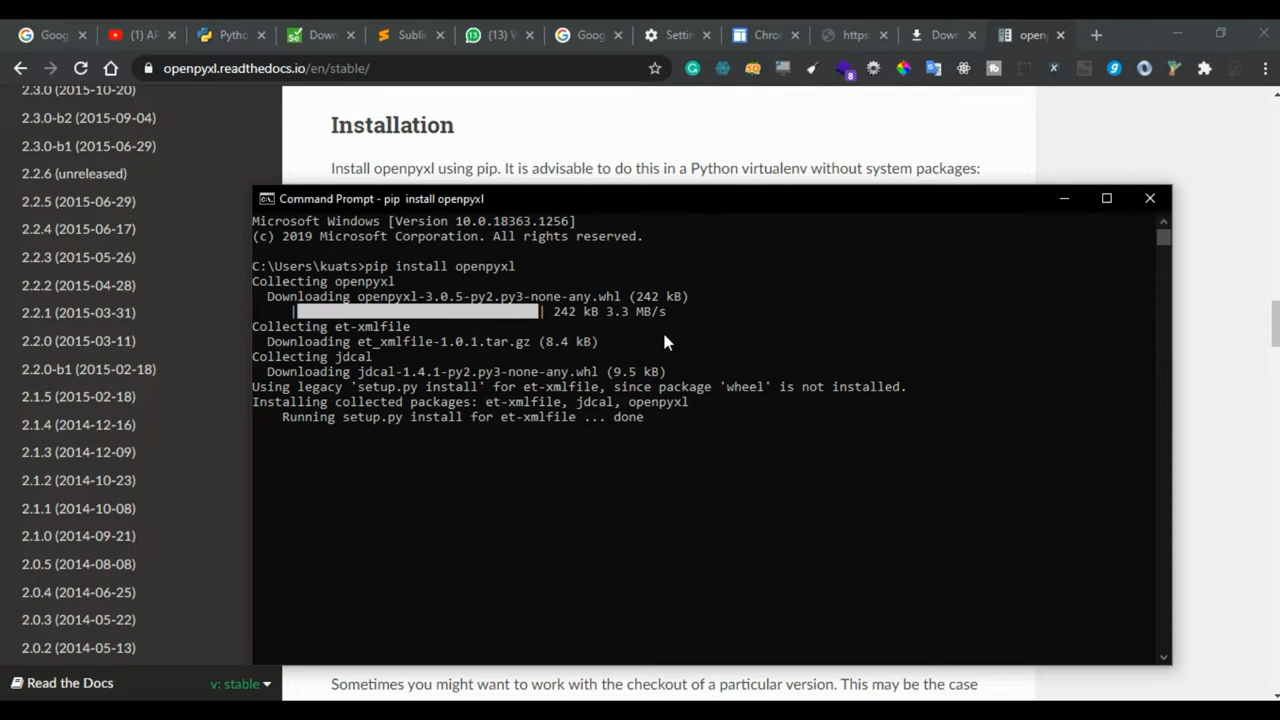 Goog
(1) AP
Pytho
Down
Sublin
(13) W
Goog
Settin
Chron
https
Down
openp
openpyxl.readthedocs.io/en/stable/
8
2.3.0 (2015-10-20)
2.3.0-b2 (2015-09-04)
2.3.0-b1 (2015-06-29)
2.2.6 (unreleased)
2.2.5 (2015-06-29)
2.2.4 (2015-06-17)
2.2.3 (2015-05-26)
2.2.2 (2015-04-28)
2.2.1 (2015-03-31)
2.2.0 (2015-03-11)
2.2.0-b1 (2015-02-18)
2.1.5 (2015-02-18)
2.1.4 (2014-12-16)
2.1.3 (2014-12-09)
2.1.2 (2014-10-23)
2.1.1 (2014-10-08)
2.1.0 (2014-09-21)
2.0.5 (2014-08-08)
2.0.4 (2014-06-25)
2.0.3 (2014-05-22)
2.0.2 (2014-05-13)
Read the Docs
v: stable
Installation
Install openpyxl using pip. It is advisable to do this in a Python virtualenv without system packages:
Command Prompt - pip install openpyxl
Microsoft Windows [Version 10.0.18363.1256]
(c) 2019 Microsoft Corporation. All rights reserved.
C:\Users\kuats>pip install openpyxl
Collecting openpyxl
Downloading openpyxl-3.0.5-py2.py3-none-any.whl (242 kB)
242 kB 3.3 MB/s
Collecting et-xmlfile
Downloading et_xmlfile-1.0.1.tar.gz (8.4 kB)
Collecting jdcal
Downloading jdcal-1.4.1-py2.py3-none-any.whl (9.5 kB)
Using legacy 'setup.py install' for et-xmlfile, since package 'wheel' is not installed.
Installing collected packages: et-xmlfile, jdcal, openpyxl
Running setup.py install for et-xmlfile ... done
Sometimes you might want to work with the checkout of a particular version. This may be the case